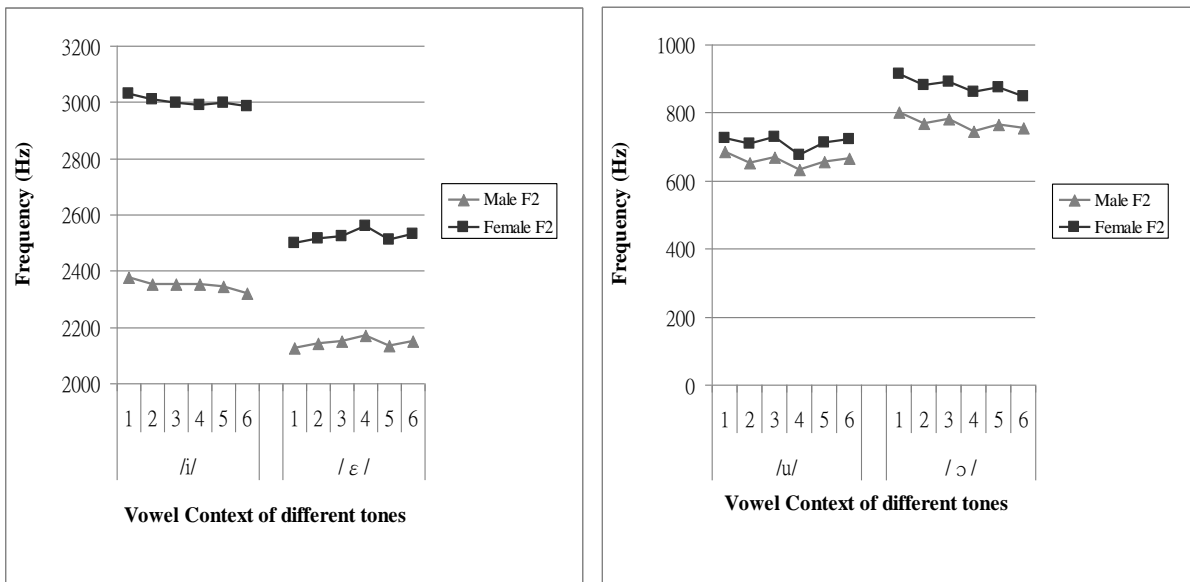 3200
3000
2800
2600
2400
2200
2000
Frequency (Hz)
1 2 3 4 5 6 1 2 3 4 5 6
/i/ / ε /
Vowel Context of different tones
Male F2
Female F2
1000
800
600
400
200
0
Frequency (Hz)
1 2 3 4 5 6 1 2 3 4 5 6
/u/ / ɔ /
Vowel Context of different tones
Male F2
Female F2